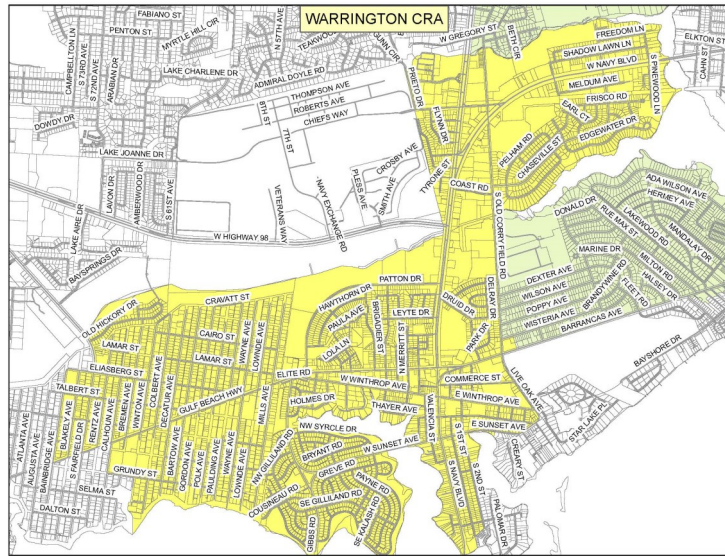 WARRINGTON CRA
FABIANO ST
PENTON ST
CAMPBELLTON LN
S 73RD AVE
S 72ND AVE
ARABIAN DR
MYRTLE HILL CIR
N 57TH AVE
TEAKWOOD
GUNN CIR
W GREGORY ST
BETH CIR
FREEDOM LN
SHADOW LAWN LN
W NAVY BLVD
MELDUM AVE
S PINEWOOD LN
ELKTON ST
CAHN ST
LAKE CHARLENE DR
ADMIRAL DOYLE RD
PRIETO DR
FLYNN DR
FRISCO RD
EARL CT
EDGEWATER DR
THOMPSON AVE
ROBERTS AVE
CHIEFS WAY
8TH ST
7TH ST
DOWDY DR
LAKE JOANNE DR
PELHAM RD
CHASEVILLE ST
TYRONE ST
CROSBY AVE
PLESS AVE
SMITH AVE
COAST RD
LAVON DR
AMBERWOOD DR
S 61ST AVE
VETERANS WAY
NAVY EXCHANGE RD
S OLD CORRY FIELD RD
DONALD DR
RUE MAX ST
ADA WILSON AVE
HERMEY AVE
LAKEWOOD RD
MANDALAY DR
LAKE AIRE DR
W HIGHWAY 98
MARINE DR
MILTON RD
HALSEY DR
FLEET RD
BAYSPRINGS DR
PATTON DR
DELRAY DR
DEXTER AVE
WILSON AVE
POPPY AVE
WISTERIA AVE
BRANDYWINE RD
BARRANCAS AVE
OLD HICKORY DR
CRAVATT ST
HAWTHORN DR
PAULA AVE
LOLA LN
BRIGADIER ST
LEYTE DR
N MERRITT ST
DRUID DR
PARK DR
BAYSHORE DR
CAIRO ST
WAYNE AVE
LOWNDE AVE
LAMAR ST
LAMAR ST
ELIASBERG ST
TALBERT ST
ELITE RD
W WINTHROP AVE
COMMERCE ST
E WINTHROP AVE
LIVE OAK AVE
STAR LAKE PL
GULF BEACH HWY
MILLS AVE
HOLMES DR
THAYER AVE
VALENCIA ST
E SUNSET AVE
CREARY ST
ATLANTA AVE
AUGUSTA AVE
BAINBRIDGE AVE
S FAIRFIELD DR
BLAKELY AVE
RENTZ AVE
CALHOUN AVE
BREMEN AVE
WINTON AVE
COLBERT AVE
DECATUR AVE
BARTOW AVE
GORDON AVE
POLK AVE
PAULDING AVE
WAYNE AVE
LOWNDE AVE
NW GILLILAND RD
NW SYRCLE DR
BRYANT RD
W SUNSET AVE
GREVE RD
PAYNE RD
COUSINEAU RD
SE GILLILAND RD
GIBBS RD
SE KALASH RD
S 1ST ST
S NAVY BLVD
S 2ND ST
PALOMAR DR
GRUNDY ST
SELMA ST
DALTON ST